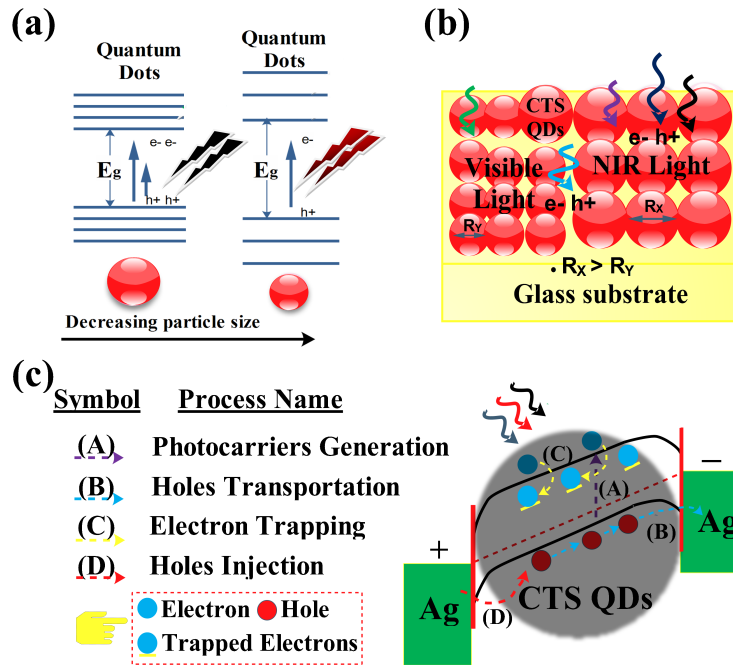 (a)
Quantum
Dots
Quantum
Dots
e- e-
Eg
h+ h+
e-
Eg
h+
Decreasing particle size
(b)
CTS
QDs
e- h+
Visible
Light
NIR Light
e- h+
RY
RX
. RX > RY
Glass substrate
(c)
Symbol Process Name
(A) Photocarriers Generation
(B) Holes Transportation
(C) Electron Trapping
(D) Holes Injection
Electron Hole
Trapped Electrons
(C)
(A)
(B)
(D)
+
−
Ag
Ag
CTS QDs